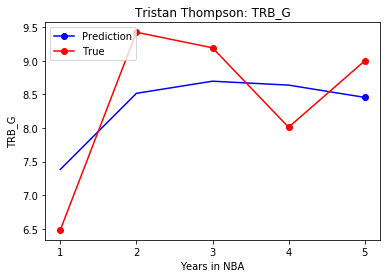 Tristan Thompson: TRB_G
Prediction
True
TRB_G
9.5
9.0
8.5
8.0
7.5
7.0
6.5
1 2 3 4 5
Years in NBA